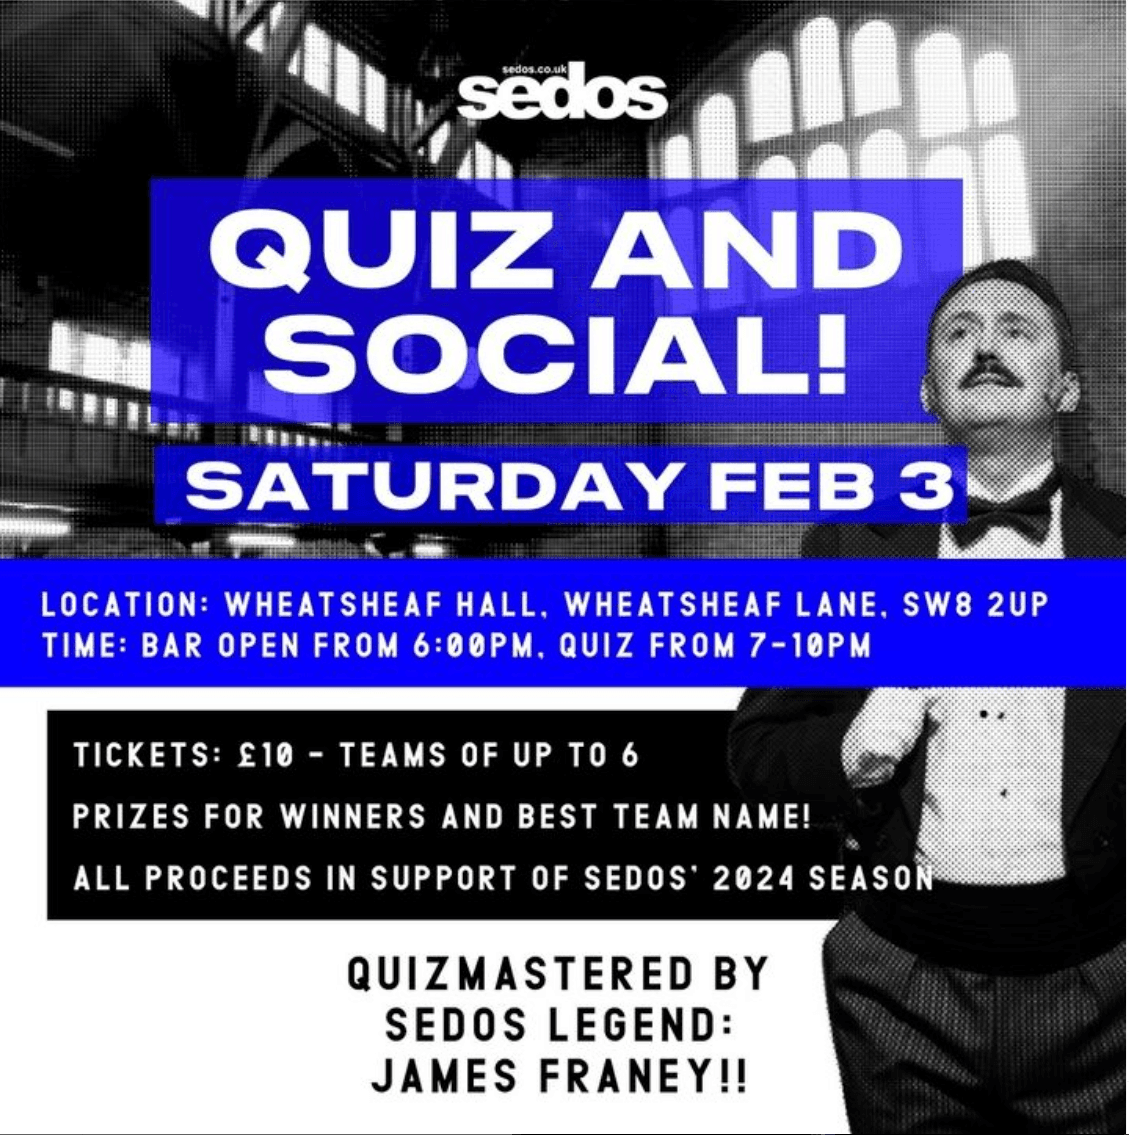 sedos.co.uk
sedos
QUIZ AND
SOCIAL!
SATURDAY FEB 3
LOCATION: WHEATSHEAF HALL, WHEATSHEAF LANE, SW8 2UP
TIME: BAR OPEN FROM 6:00PM, QUIZ FROM 7-10PM
TICKETS: £10 - TEAMS OF UP TO 6
PRIZES FOR WINNERS AND BEST TEAM NAME!
ALL PROCEEDS IN SUPPORT OF SEDOS' 2024 SEASON
QUIZMASTERED BY
SEDOS LEGEND:
JAMES FRANEY!!